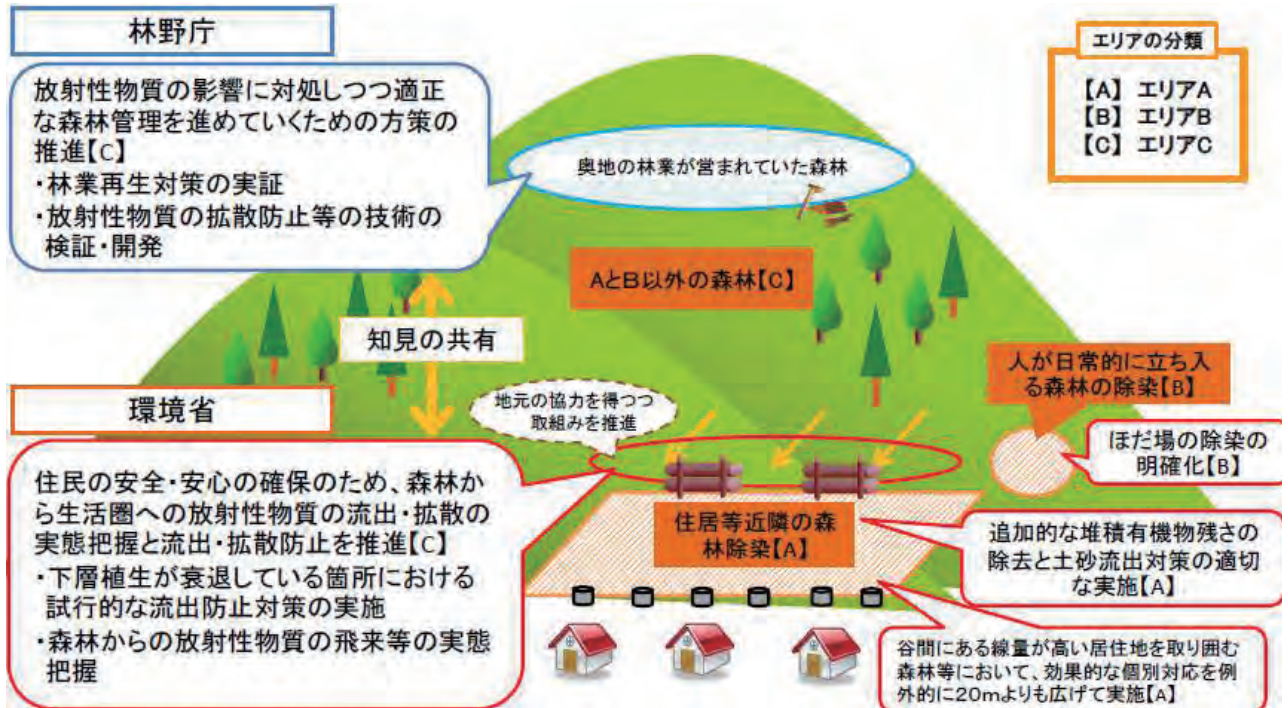 林野庁
放射性物質の影響に対処しつつ適正
な森林管理を進めていくための方策の
推進【C】
・林業再生対策の実証
・放射性物質の拡散防止等の技術の
検証・開発
エリアの分類
【A】 エリアA
【B】 エリアB
【C】 エリアC
奥地の林業が営まれていた森林
AとB以外の森林【C】
知見の共有
環境省
地元の協力を得つつ
取組みを推進
人が日常的に立ち入
る森林の除染【B】
ほだ場の除染の
明確化【B】
住民の安全・安心の確保のため、森林
から生活圏への放射性物質の流出・拡散の
実態把握と流出・拡散防止を推進【C】
・下層植生が衰退している箇所における
試行的な流出防止対策の実施
・森林からの放射性物質の飛来等の実態
把握
住居等近隣の森
林除染【A】
追加的な堆積有機物残さの
除去と土砂流出対策の適切
な実施【A】
谷間にある線量が高い居住地を取り囲む
森林等において、効果的な個別対応を例
外的に20mよりも広げて実施【A】